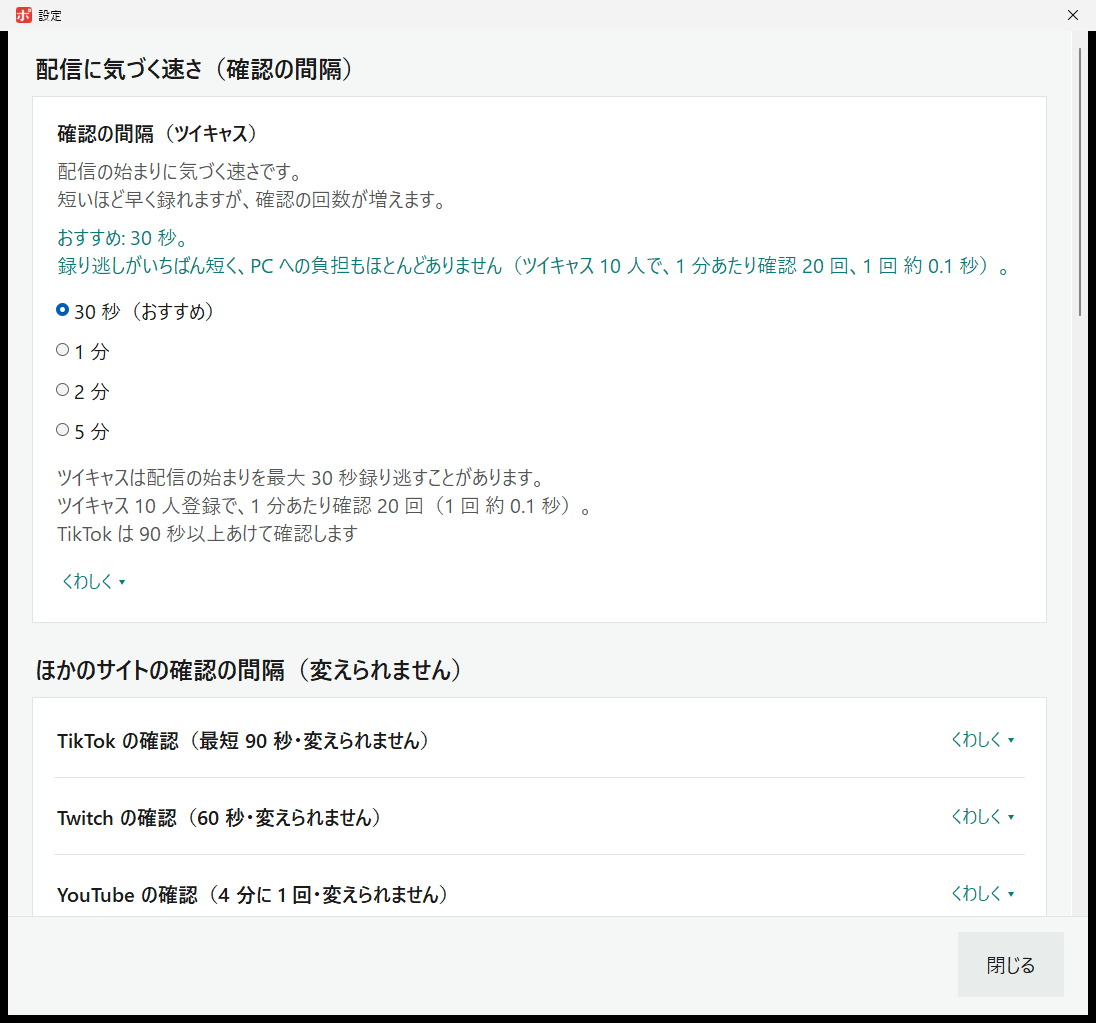 ポ 設定
配信に気づく速さ（確認の間隔）
確認の間隔（ツイキャス）
配信の始まりに気づく速さです。
短いほど早く録れますが、確認の回数が増えます。
おすすめ: 30 秒。
録り逃しがいちばん短く、PC への負担もほとんどありません（ツイキャス 10 人で、1 分あたり確認 20 回、1 回 約 0.1 秒）。
30 秒（おすすめ）
1 分
2 分
5 分
ツイキャスは配信の始まりを最大 30 秒録り逃すことがあります。
ツイキャス 10 人登録で、1 分あたり確認 20 回（1 回 約 0.1 秒）。
TikTok は 90 秒以上あけて確認します
くわしく
ほかのサイトの確認の間隔（変えられません）
TikTok の確認（最短 90 秒・変えられません） くわしく
Twitch の確認（60 秒・変えられません） くわしく
YouTube の確認（4 分に 1 回・変えられません） くわしく
閉じる